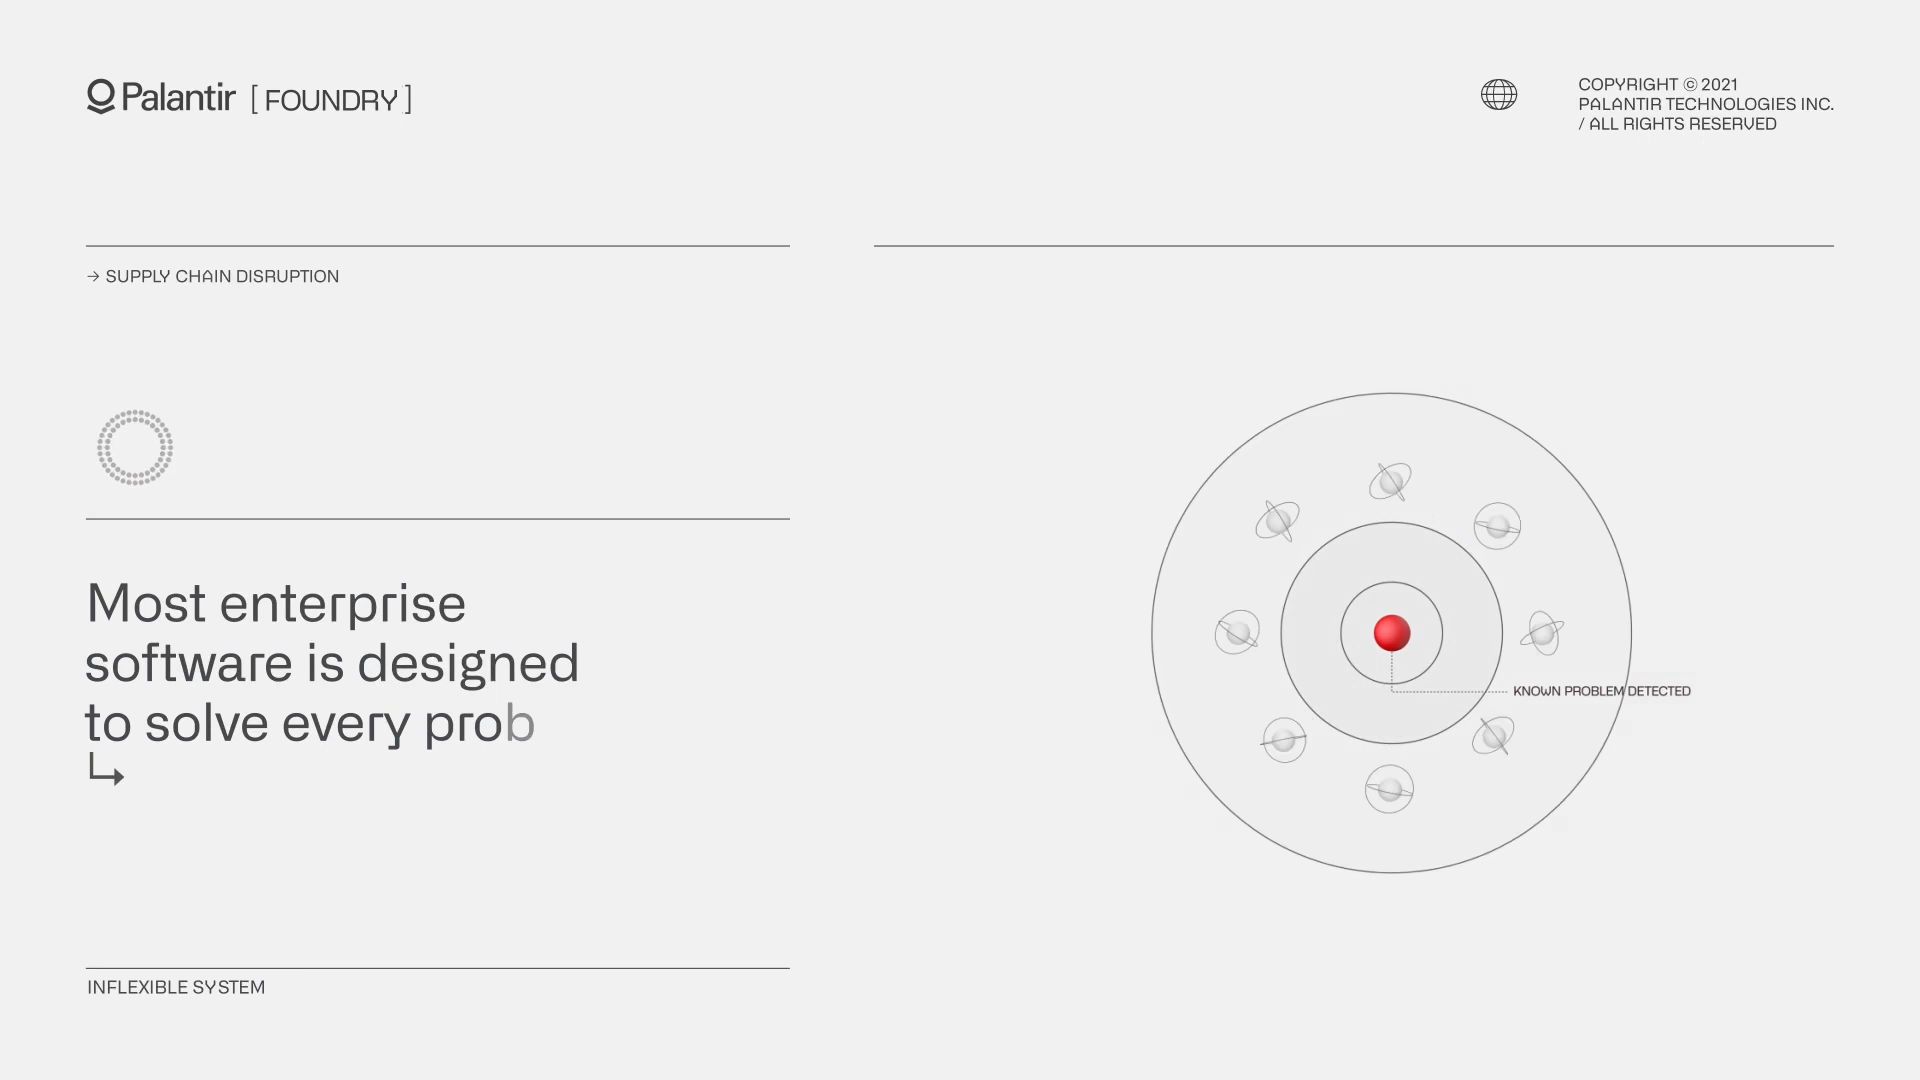 Palantir [ FOUNDRY ]
COPYRIGHT © 2021
PALANTIR TECHNOLOGIES INC.
/ ALL RIGHTS RESERVED
→ SUPPLY CHAIN DISRUPTION
Most enterprise
software is designed
to solve every prob
KNOWN PROBLEM DETECTED
INFLEXIBLE SYSTEM